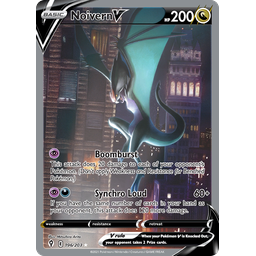 BASIC
Noivern V
HP 200
Boomburst
This attack does 20 damage to each of your opponent's
Pokémon. (Don't apply Weakness and Resistance for Benched
Pokémon.)
Synchro Loud 60+
If you have the same number of cards in your hand
as your opponent, this attack
does 120 more damage.
weakness
resistance
retreat
V rule
When your Pokémon V is Knocked Out,
your opponent takes 2 Prize cards.
196/203